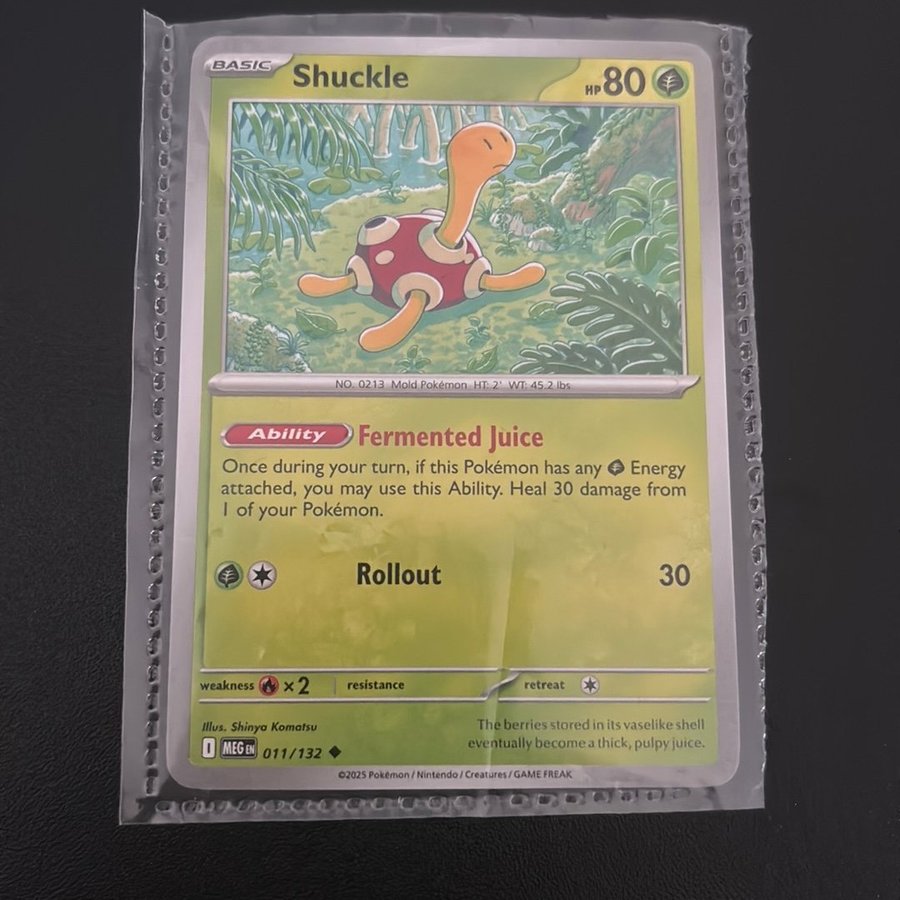 BASIC Shuckle HP 80
NO. 0213 Mold Pokémon HT: 2' WT: 45.2 lbs.
Ability Fermented Juice
Once during your turn, if this Pokémon has any Energy
attached, you may use this Ability. Heal 30 damage from
1 of your Pokémon.
Rollout 30
weakness ×2 resistance retreat
Illus. Shinya Komatsu
I MEG EN 011/132
The berries stored in its vaselike shell
eventually become a thick, pulpy juice.
©2025 Pokémon / Nintendo / Creatures / GAME FREAK